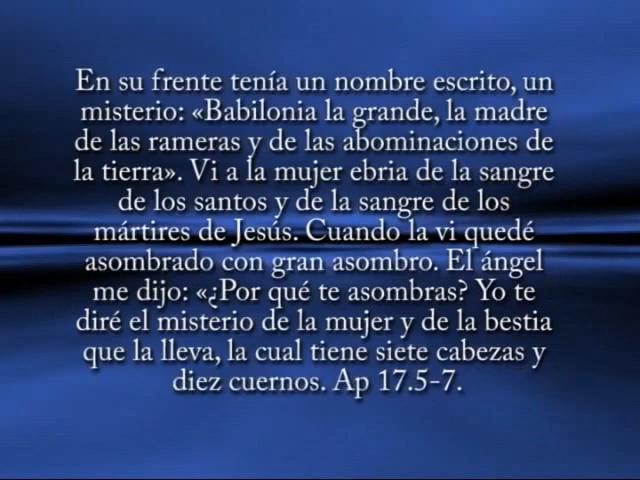 En su frente tenía un nombre escrito, un
misterio: «Babilonia la grande, la madre
de las rameras y de las abominaciones de
la tierra». Vi a la mujer ebria de la sangre
de los santos y de la sangre de los
mártires de Jesús. Cuando la vi quedé
asombrado con gran asombro. El ángel
me dijo: «¿Por qué te asombras? Yo te
diré el misterio de la mujer y de la bestia
que la lleva, la cual tiene siete cabezas y
diez cuernos. Ap 17.5-7.